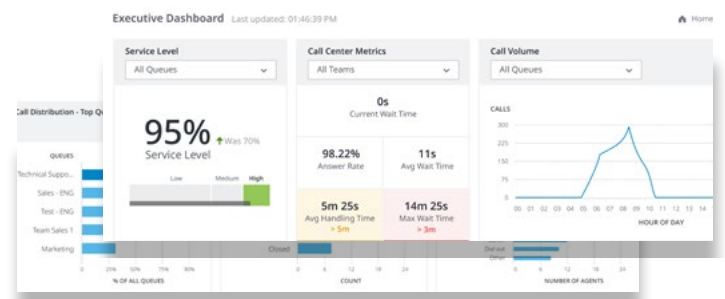 Executive Dashboard Last updated: 01:46:39 PM
Home
Service Level
All Queues
Call Center Metrics
All Teams
Call Volume
All Queues
95% Was 70%
Service Level
Low Medium High
0s
Current Wait Time
98.22%
Answer Rate
11s
Avg Wait Time
5m 25s
Avg Handling Time
> 5m
14m 25s
Max Wait Time
> 3m
CALLS
300
225
150
75
0
00 01 02 03 04 05 06 07 08 09 10 11 12 13 14
HOUR OF DAY
Call Distribution - Top
QUEUES
Technical Suppo...
Sales - ENG
Test - ENG
Team Sales 1
Marketing
0 25% 50% 75% 90%
% OF ALL QUEUES
Closed
0 6 12 18 24
COUNT
Other
0 6 12 18 24
NUMBER OF AGENTS